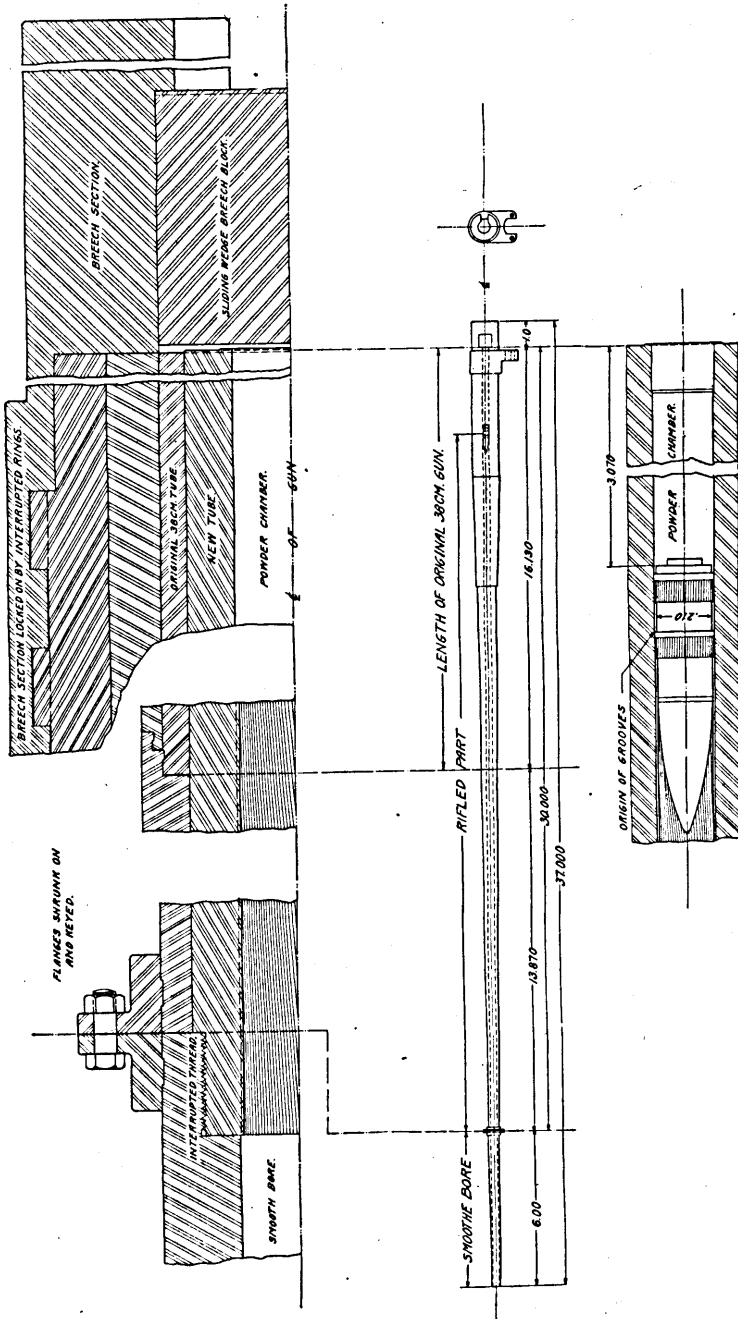 BREECH SECTION.
SLIDING WEDGE BREECH BLOCK.
BREECH SECTION LOCKED ON BY INTERRUPTED RINGS.
ORIGINAL 38CM TUBE
NEW TUBE
POWDER CHAMBER.
℄ OF GUN
FLANGES SHRUNK ON
AND KEYED.
INTERRUPTED THREAD.
SMOOTH BORE.
1.0
LENGTH OF ORIGINAL 38CM. GUN.
16.130
RIFLED PART
30.000
37.000
13.870
SMOOTHE BORE
6.00
3.070
POWDER CHAMBER.
.210
ORIGIN OF GROOVES